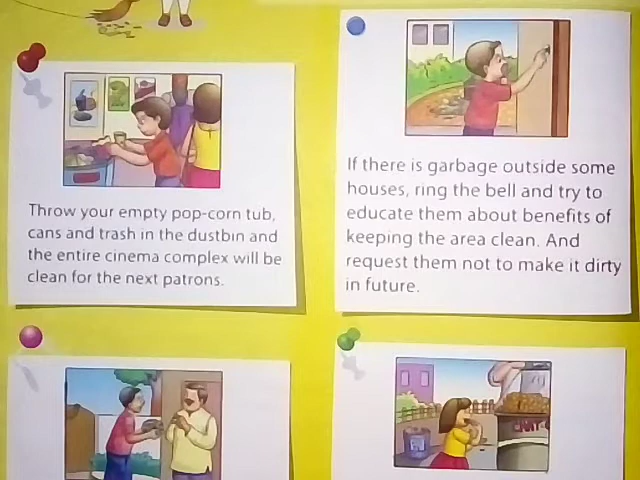 Throw your empty pop-corn tub,
cans and trash in the dustbin and
the entire cinema complex will be
clean for the next patrons.
If there is garbage outside some
houses, ring the bell and try to
educate them about benefits of
keeping the area clean. And
request them not to make it dirty
in future.